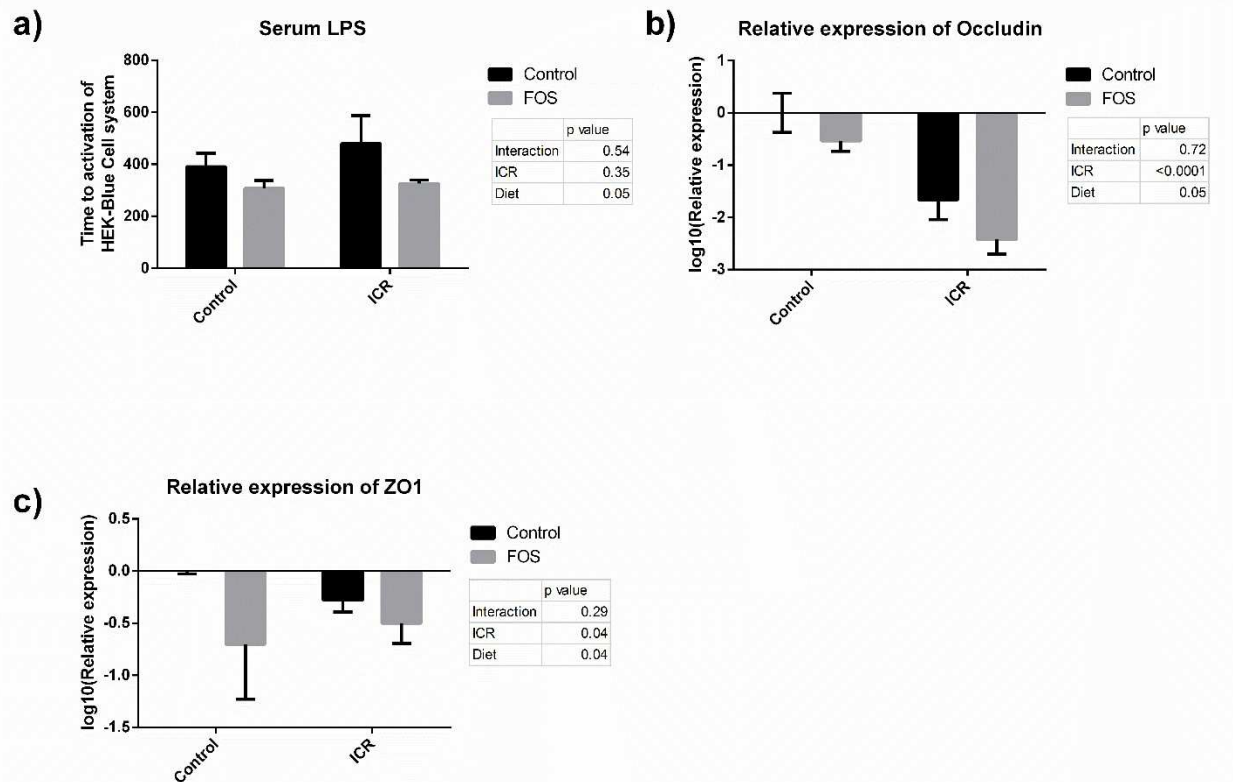 a)
Serum LPS
Time to activation of
HEK-Blue Cell system
800
600
400
200
0
Control
ICR
Control
FOS
p value
Interaction 0.54
ICR 0.35
Diet 0.05
b)
Relative expression of Occludin
log10(Relative expression)
1
0
-1
-2
-3
Control
ICR
Control
FOS
p value
Interaction 0.72
ICR <0.0001
Diet 0.05
c)
Relative expression of ZO1
log10(Relative expression)
0.5
0.0
-0.5
-1.0
-1.5
Control
ICR
Control
FOS
p value
Interaction 0.29
ICR 0.04
Diet 0.04